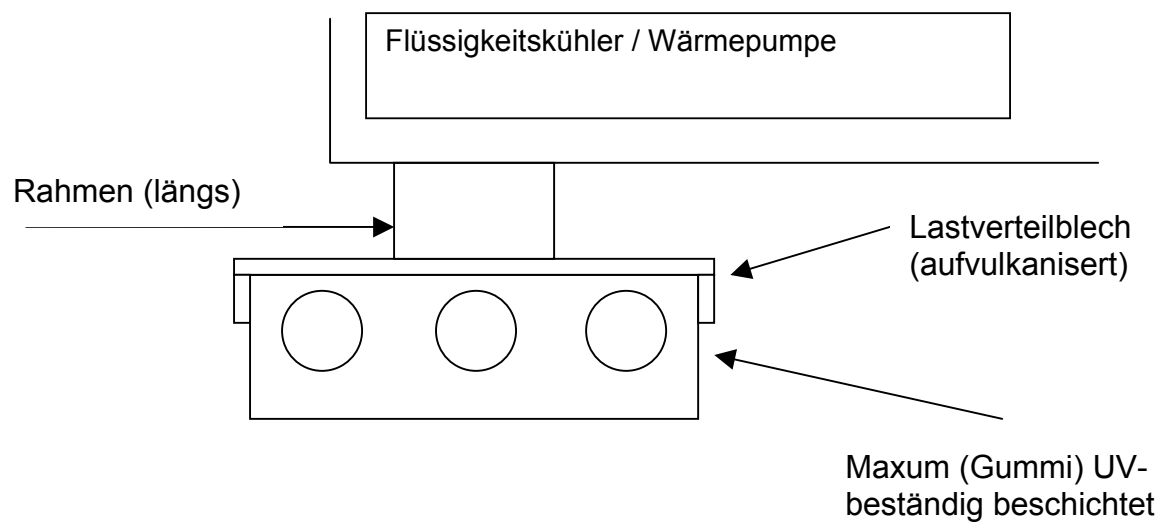 Flüssigkeitskühler / Wärmepumpe
Rahmen (längs)
Lastverteilblech
(aufvulkanisert)
Maxum (Gummi) UV-
beständig beschichtet